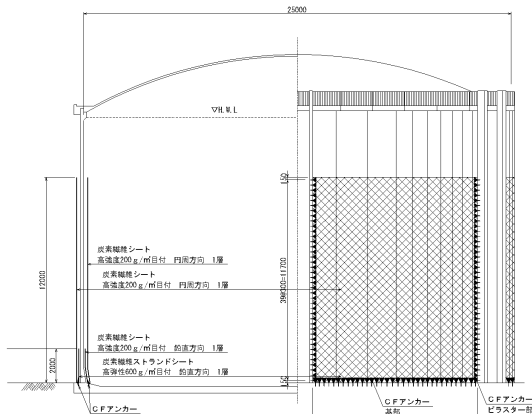 25000
▽H.W.L
150
炭素繊維シート
高強度200ｇ/㎡目付　円周方向　1層
炭素繊維シート
高強度200ｇ/㎡目付　円周方向　1層
12000
39@300=11700
炭素繊維シート
高強度200ｇ/㎡目付　鉛直方向　1層
炭素繊維ストランドシート
高弾性600ｇ/㎡目付　鉛直方向　1層
2000
150
ＣＦアンカー
ＣＦアンカー
基部
ＣＦアンカー
ピラスター部